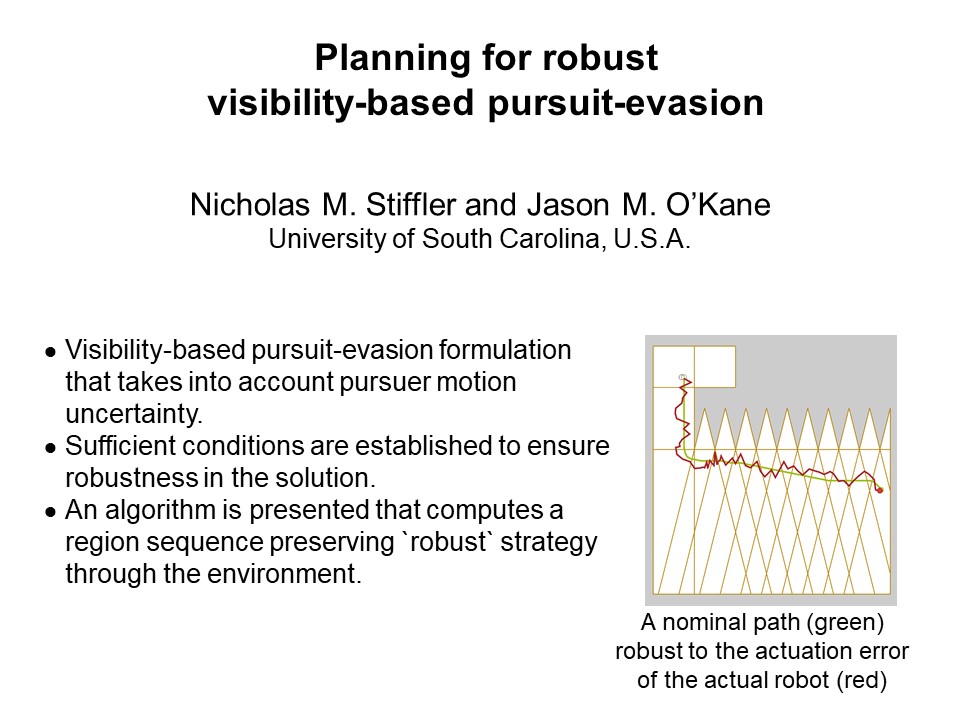 Planning for robust
visibility-based pursuit-evasion
Nicholas M. Stiffler and Jason M. O’Kane
University of South Carolina, U.S.A.
● Visibility-based pursuit-evasion formulation
that takes into account pursuer motion
uncertainty.
● Sufficient conditions are established to ensure
robustness in the solution.
● An algorithm is presented that computes a
region sequence preserving `robust` strategy
through the environment.
A nominal path (green)
robust to the actuation error
of the actual robot (red)